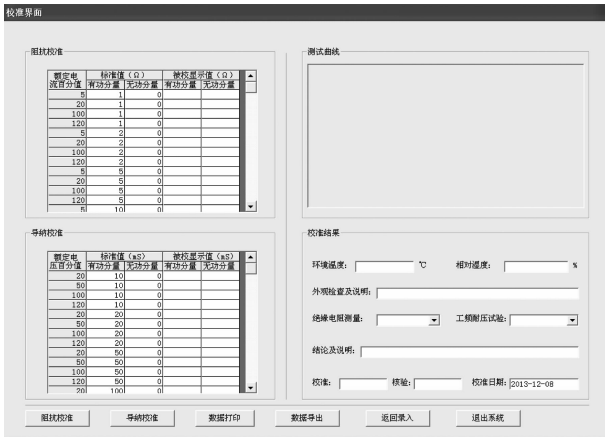 校准界面
阻抗校准
额定电 标准值（Ω） 被校显示值（Ω）
流百分值 有功分量 无功分量 有功分量 无功分量
5 1 0
20 1 0
100 1 0
120 1 0
5 2 0
20 2 0
100 2 0
120 2 0
5 5 0
20 5 0
100 5 0
120 5 0
5 10 0
测试曲线
导纳校准
额定电 标准值（mS） 被校显示值（mS）
压百分值 有功分量 无功分量 有功分量 无功分量
20 10 0
50 10 0
100 10 0
120 10 0
20 20 0
50 20 0
100 20 0
120 20 0
20 50 0
50 50 0
100 50 0
120 50 0
20 100 0
校准结果
环境温度： ℃ 相对湿度： %
外观检查及说明：
绝缘电阻测量： 工频耐压试验：
结论及说明：
校准： 核验： 校准日期： 2013-12-08
阻抗校准 导纳校准 数据打印 数据导出 返回录入 退出系统